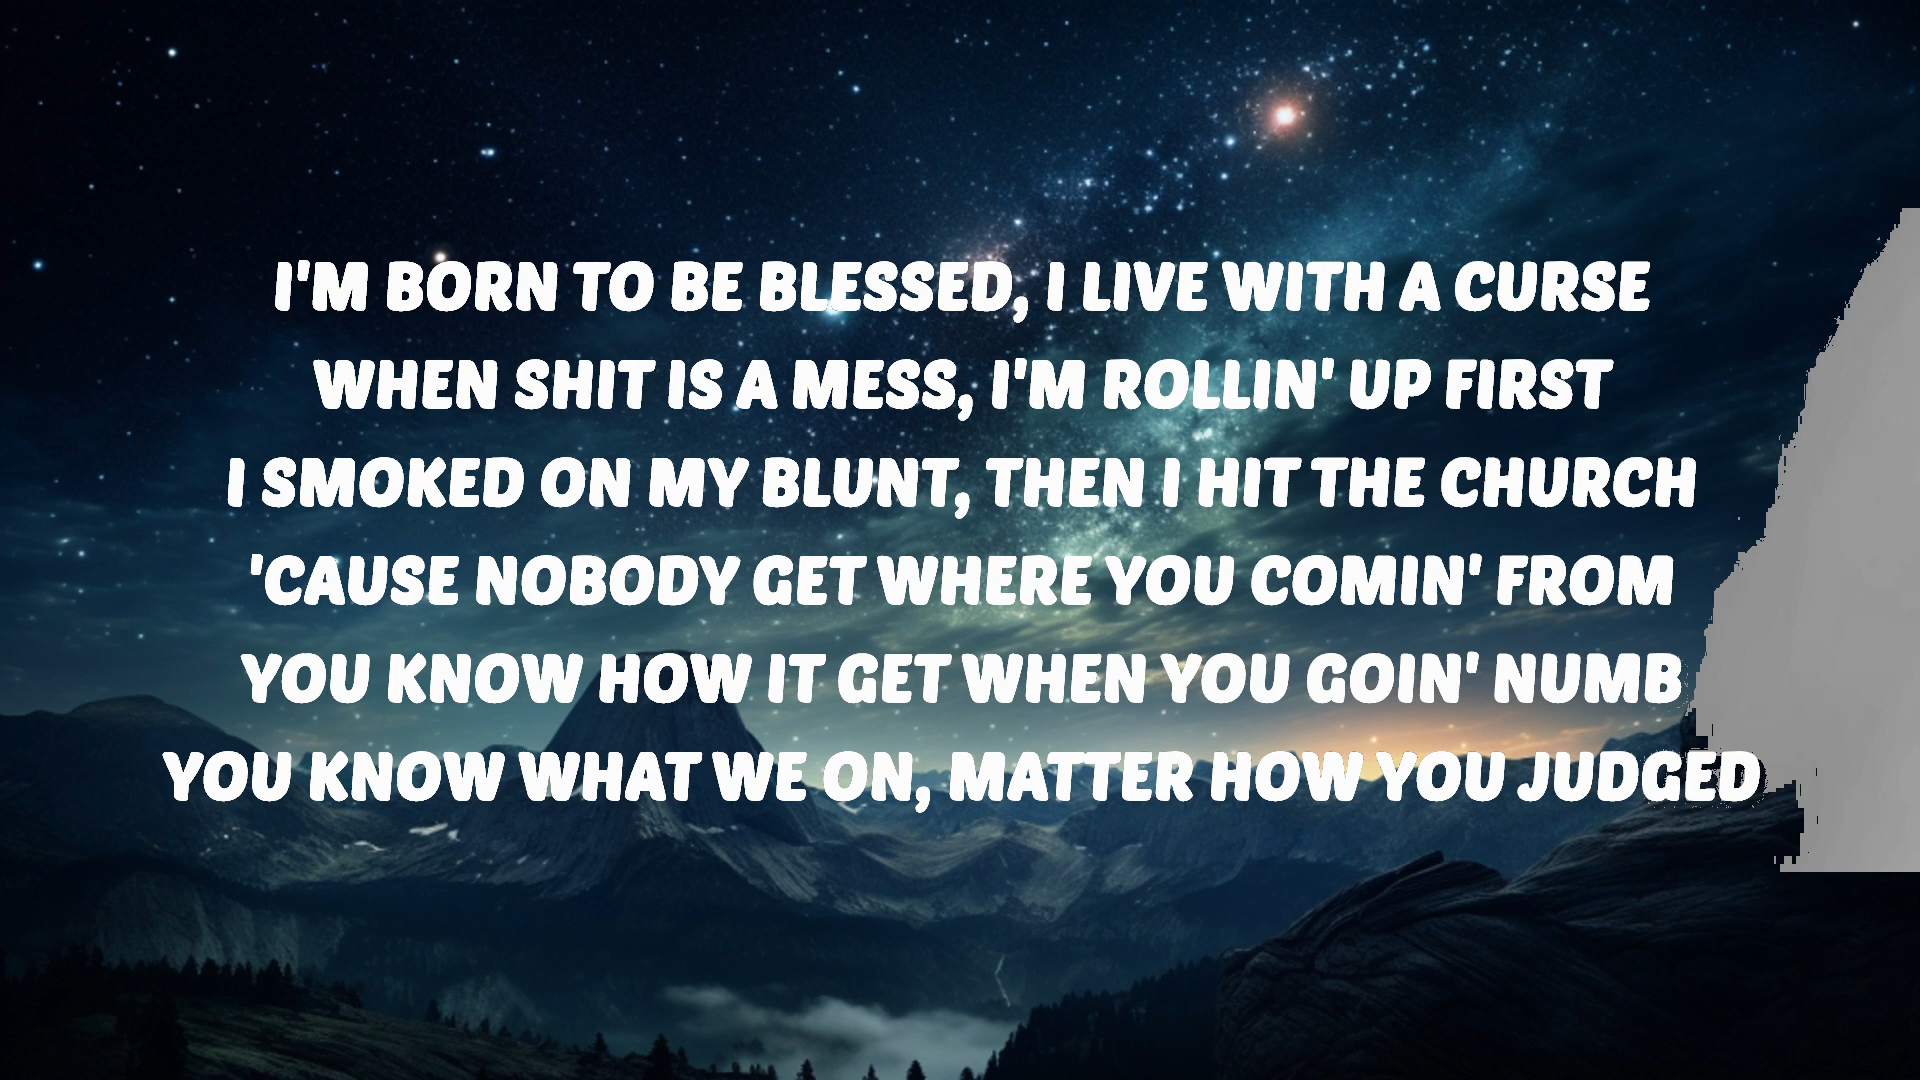 I'M BORN TO BE BLESSED, I LIVE WITH A CURSE
WHEN SHIT IS A MESS, I'M ROLLIN' UP FIRST
I SMOKED ON MY BLUNT, THEN I HIT THE CHURCH
'CAUSE NOBODY GET WHERE YOU COMIN' FROM
YOU KNOW HOW IT GET WHEN YOU GOIN' NUMB
YOU KNOW WHAT WE ON, MATTER HOW YOU JUDGED